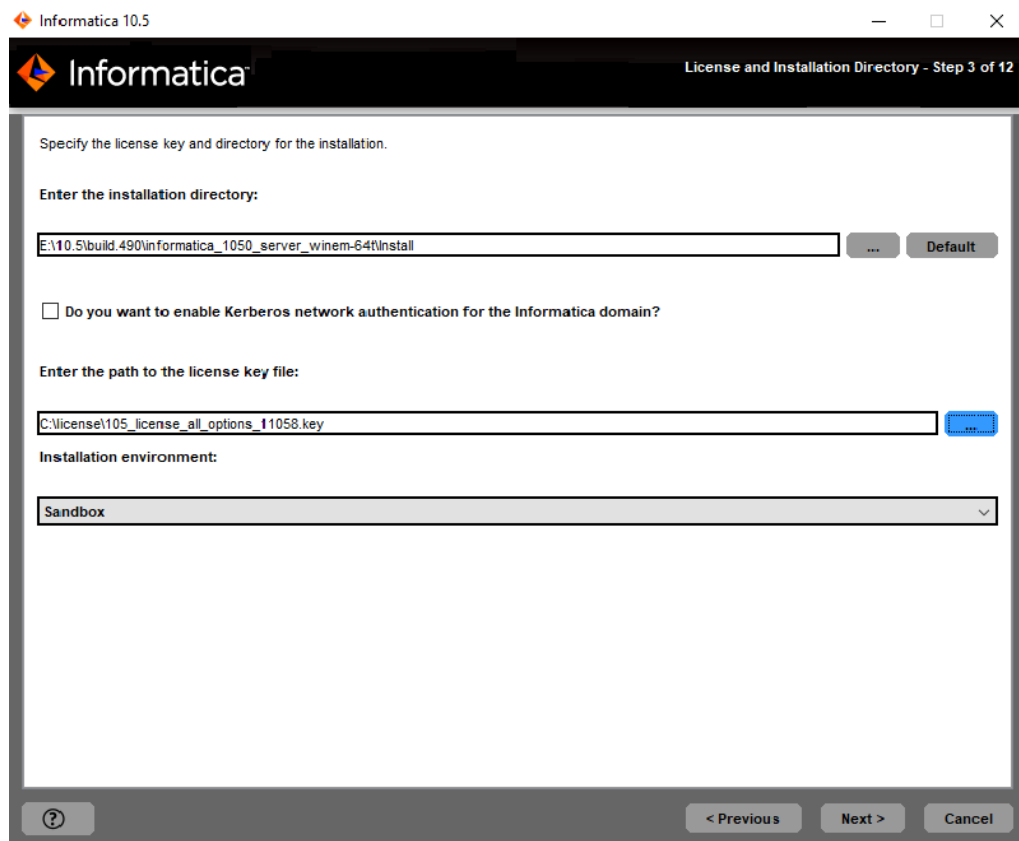 Informatica 10.5
Informatica
License and Installation Directory - Step 3 of 12
Specify the license key and directory for the installation.
Enter the installation directory:
E:\10.5\build.490\informatica_1050_server_winem-64t\Install
...
Default
Do you want to enable Kerberos network authentication for the Informatica domain?
Enter the path to the license key file:
C:\license\105_license_all_options_11058.key
...
Installation environment:
Sandbox
?
< Previous
Next >
Cancel